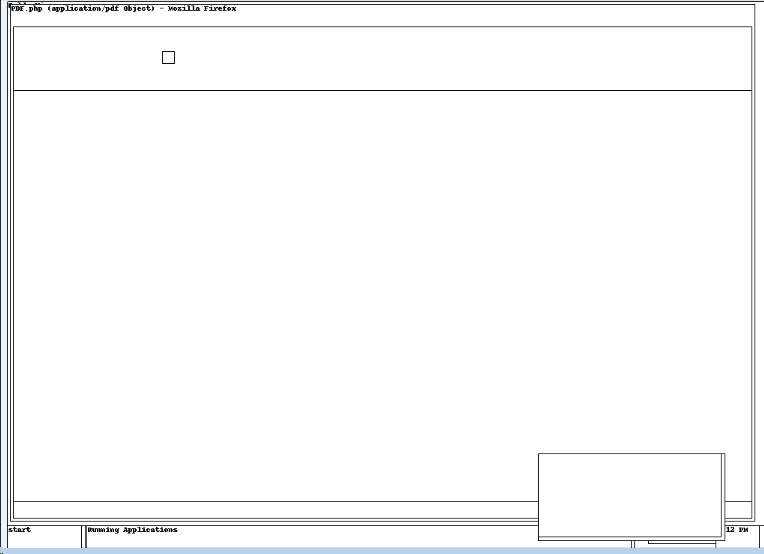 PDF.php (application/pdf Object) - Mozilla Firefox
start
Running Applications
12 PM